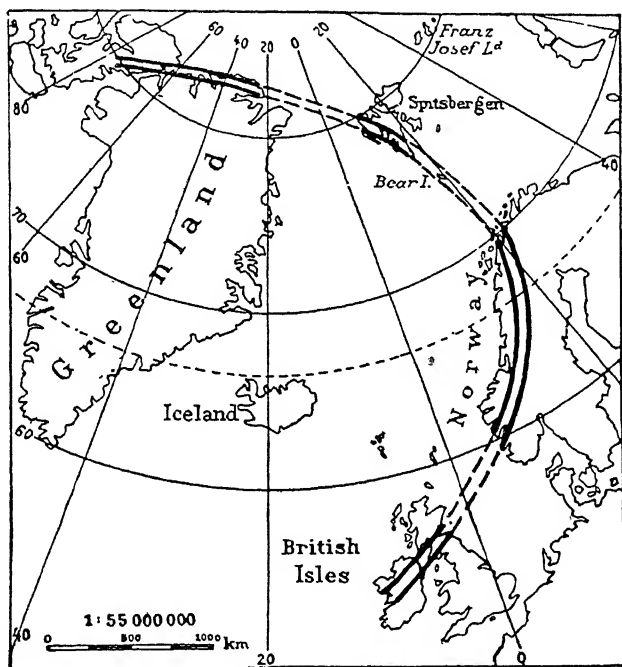 80
60
40
20
0
20
Franz
Josef Lᵈ
80
Spitsbergen
40
Bear I.
70
60
Greenland
Norway
Iceland
60
British
Isles
1:55 000 000
0 500 1000 km
40
20
0